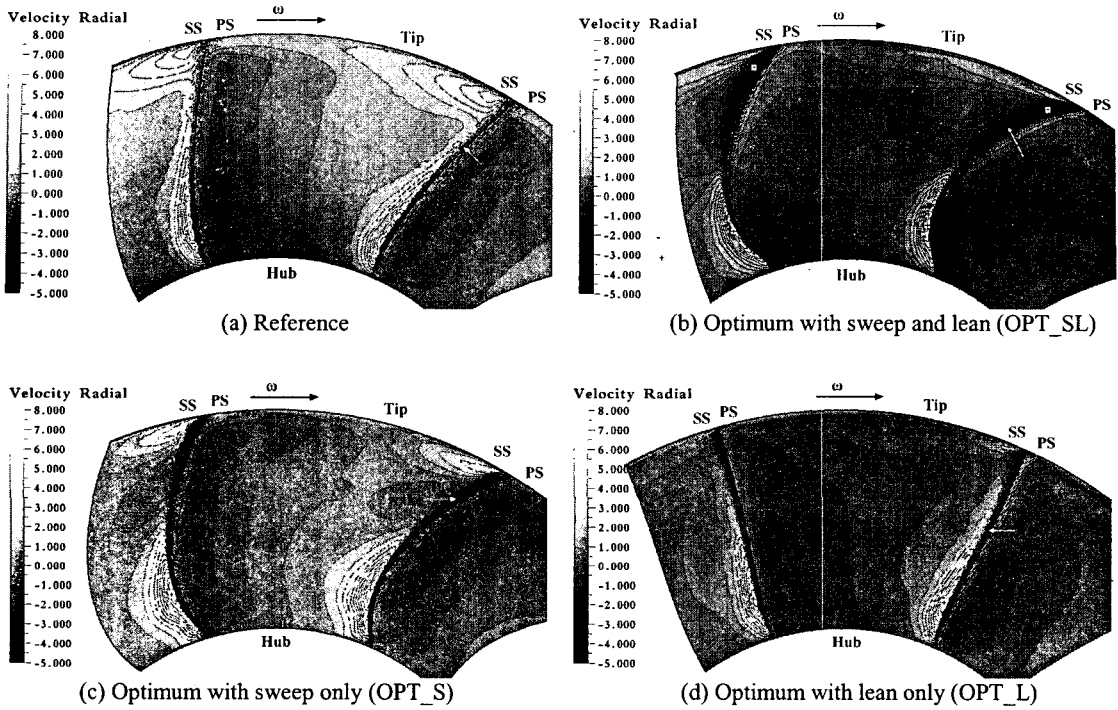 Velocity Radial
8.000
7.000
6.000
5.000
4.000
3.000
2.000
1.000
0.000
-1.000
-2.000
-3.000
-4.000
-5.000
ω
SS PS
Tip
SS
PS
Hub
(a) Reference
Velocity Radial
8.000
7.000
6.000
5.000
4.000
3.000
2.000
1.000
0.000
-1.000
-2.000
-3.000
-4.000
-5.000
ω
SS PS
Tip
SS
PS
Hub
(b) Optimum with sweep and lean (OPT_SL)
Velocity Radial
8.000
7.000
6.000
5.000
4.000
3.000
2.000
1.000
0.000
-1.000
-2.000
-3.000
-4.000
-5.000
ω
SS PS
Tip
SS
PS
Hub
(c) Optimum with sweep only (OPT_S)
Velocity Radial
8.000
7.000
6.000
5.000
4.000
3.000
2.000
1.000
0.000
-1.000
-2.000
-3.000
-4.000
-5.000
ω
SS PS
Tip
SS
PS
Hub
(d) Optimum with lean only (OPT_L)